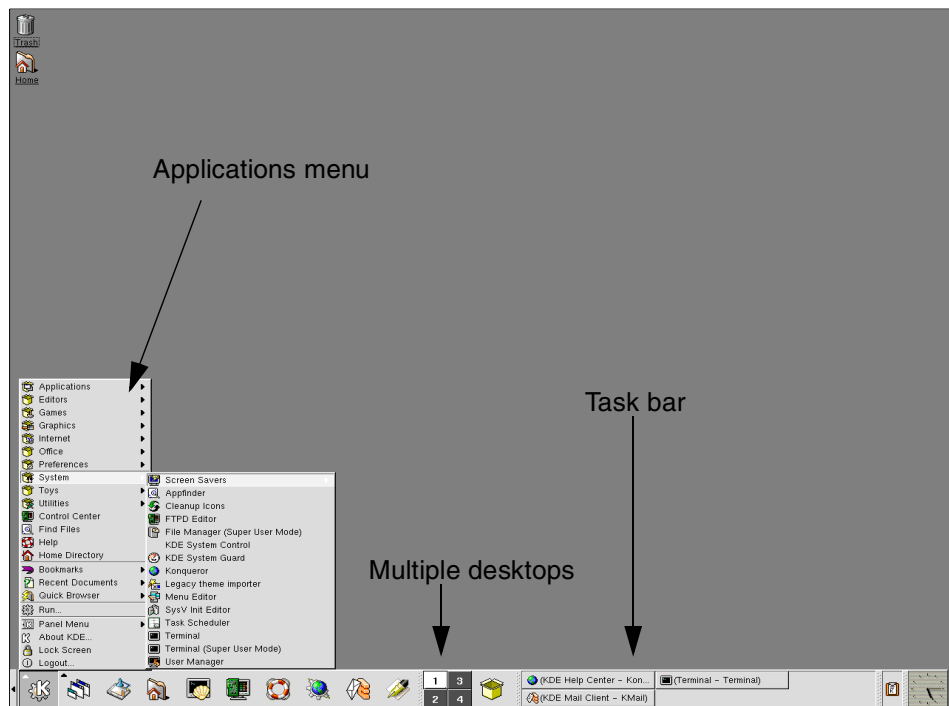 Trash
Home
Applications menu
Applications
Editors
Games
Graphics
Internet
Office
Preferences
System
Toys
Utilities
Control Center
Find Files
Help
Home Directory
Bookmarks
Recent Documents
Quick Browser
Run...
Panel Menu
About KDE...
Lock Screen
Logout...
Screen Savers
Appfinder
Cleanup Icons
FTPD Editor
File Manager (Super User Mode)
KDE System Control
KDE System Guard
Konqueror
Legacy theme importer
Menu Editor
SysV Init Editor
Task Scheduler
Terminal
Terminal (Super User Mode)
User Manager
Multiple desktops
Task bar
1 3
2 4
(KDE Help Center - Kon...
(Terminal - Terminal)
(KDE Mail Client - KMail)